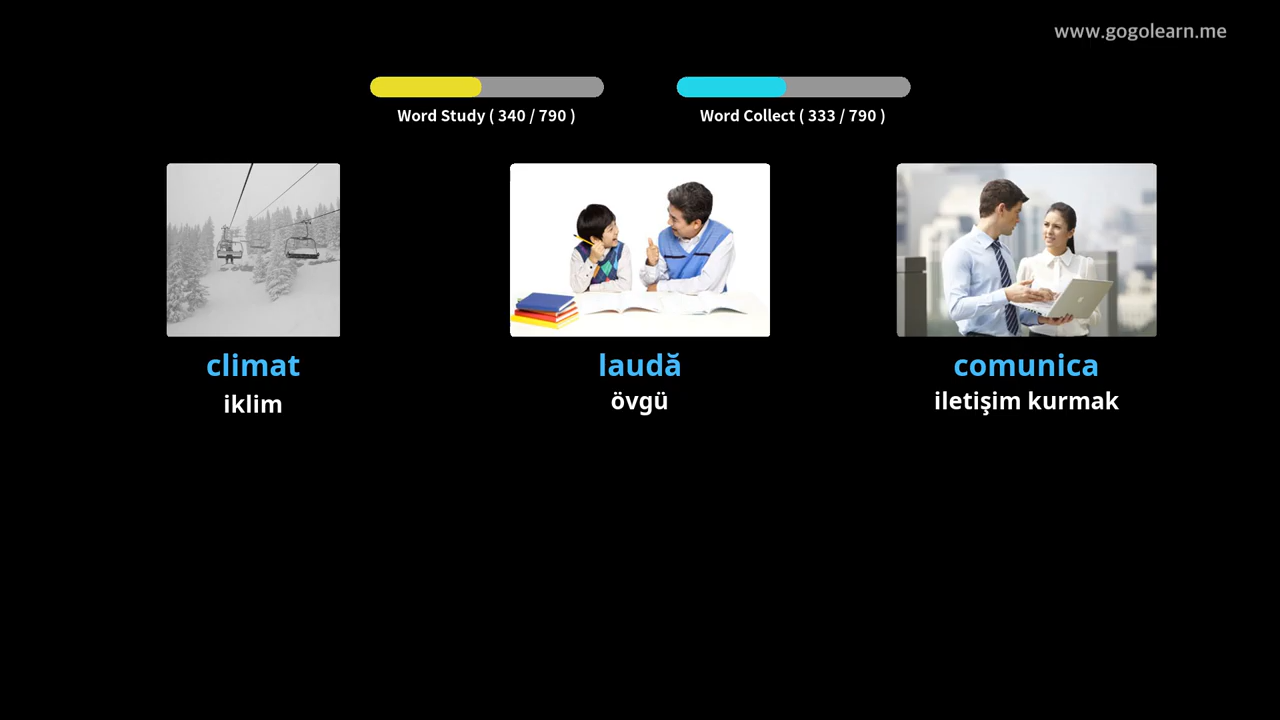 www.gogolearn.me
Word Study ( 340 / 790 )
Word Collect ( 333 / 790 )
climat
iklim
laudă
övgü
comunica
iletişim kurmak